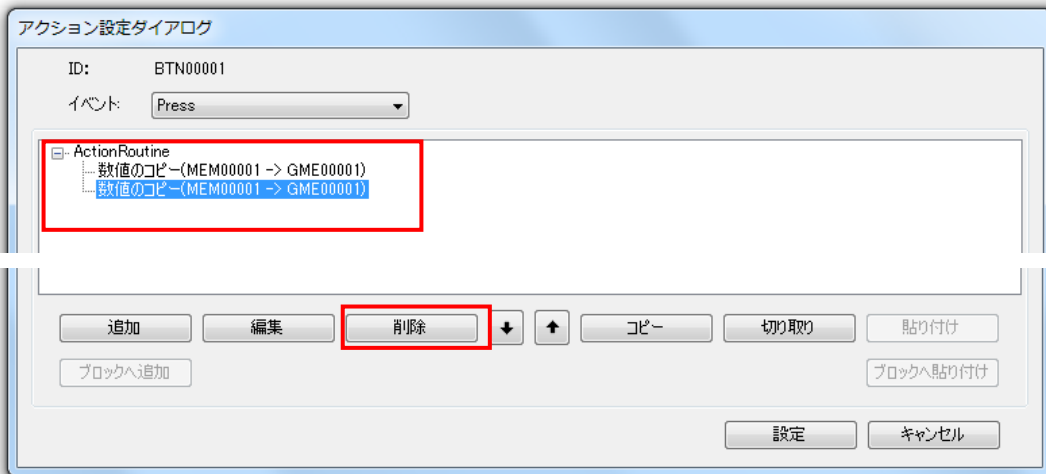 アクション設定ダイアログ
ID: BTN00001
イベント: Press
ActionRoutine
数値のコピー(MEM00001 -> GME00001)
数値のコピー(MEM00001 -> GME00001)
追加 編集 削除 コピー 切り取り 貼り付け
ブロックへ追加 ブロックへ貼り付け
設定 キャンセル